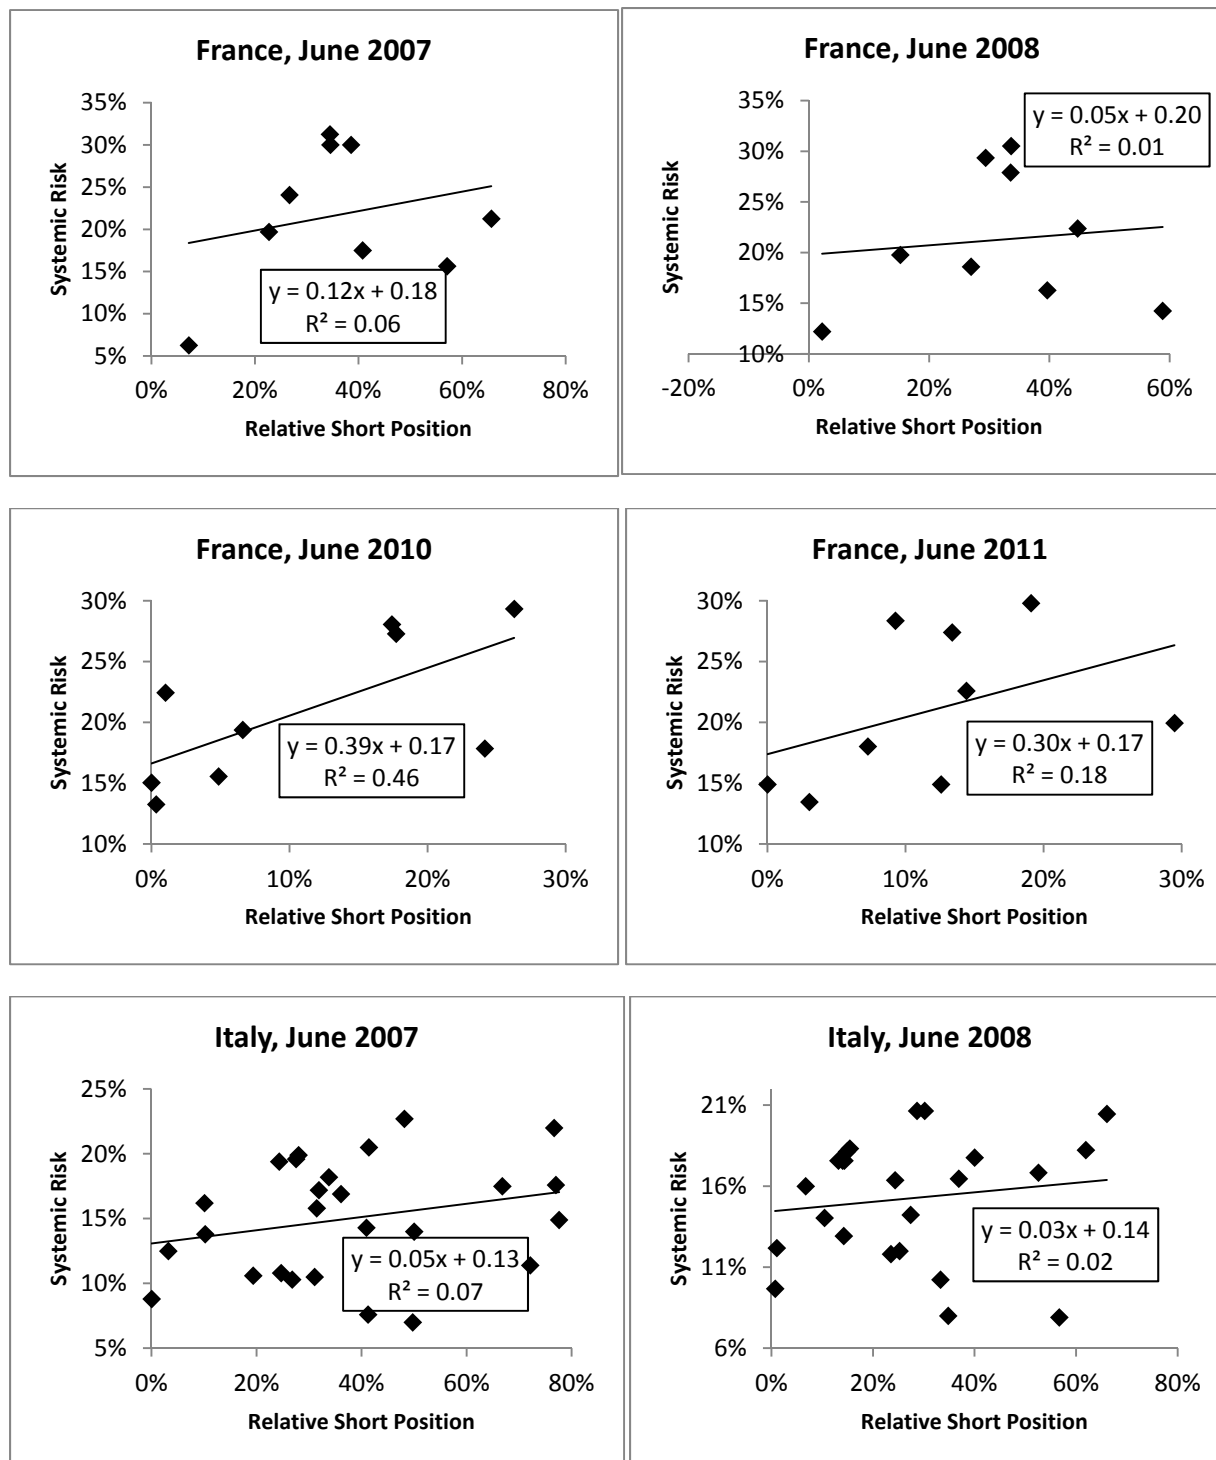 France, June 2007
35%
30%
25%
20%
15%
10%
5%
Systemic Risk
y = 0.12x + 0.18
R² = 0.06
0%
20%
40%
60%
80%
Relative Short Position
France, June 2008
35%
30%
25%
20%
15%
10%
Systemic Risk
y = 0.05x + 0.20
R² = 0.01
-20%
0%
20%
40%
60%
Relative Short Position
France, June 2010
30%
25%
20%
15%
10%
Systemic Risk
y = 0.39x + 0.17
R² = 0.46
0%
10%
20%
30%
Relative Short Position
France, June 2011
30%
25%
20%
15%
10%
Systemic Risk
y = 0.30x + 0.17
R² = 0.18
0%
10%
20%
30%
Relative Short Position
Italy, June 2007
25%
20%
15%
10%
5%
Systemic Risk
y = 0.05x + 0.13
R² = 0.07
0%
20%
40%
60%
80%
Relative Short Position
Italy, June 2008
21%
16%
11%
6%
Systemic Risk
y = 0.03x + 0.14
R² = 0.02
0%
20%
40%
60%
80%
Relative Short Position